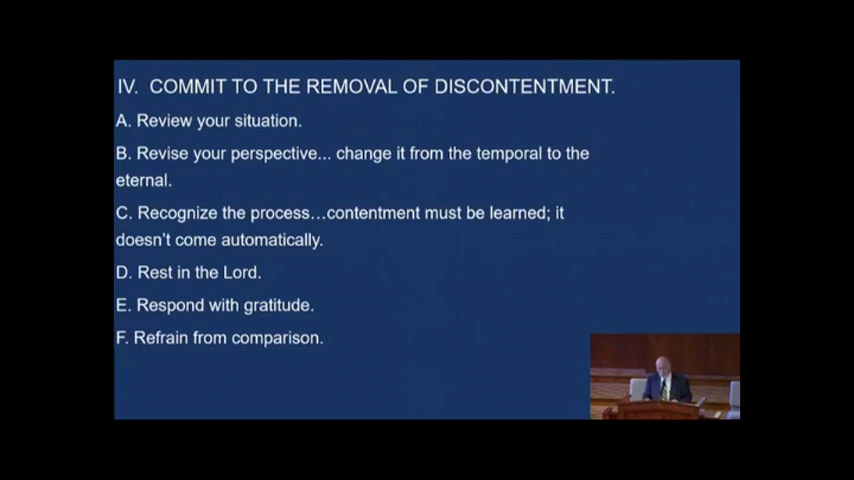 IV. COMMIT TO THE REMOVAL OF DISCONTENTMENT.
A. Review your situation.
B. Revise your perspective... change it from the temporal to the
eternal.
C. Recognize the process…contentment must be learned; it
doesn't come automatically.
D. Rest in the Lord.
E. Respond with gratitude.
F. Refrain from comparison.